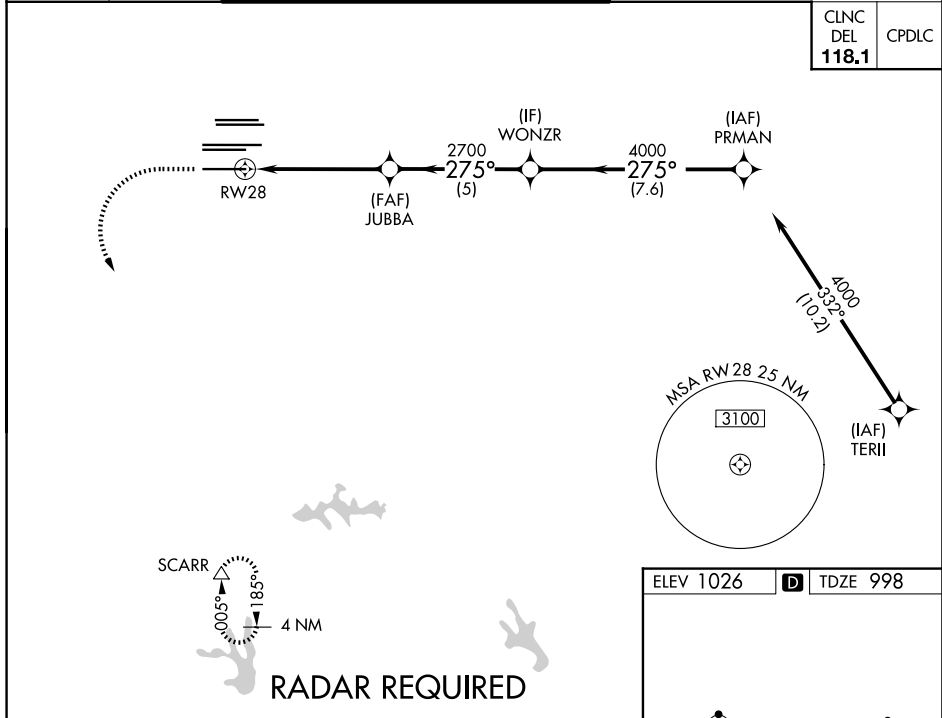 CLNC
DEL
118.1
CPDLC
(IF)
WONZR
(IAF)
PRMAN
2700
275°
(5)
4000
275°
(7.6)
RW28
(FAF)
JUBBA
4000
332°
(10.2)
MSA RW 28 25 NM
3100
(IAF)
TERII
SCARR
005°
185°
4 NM
RADAR REQUIRED
ELEV 1026
D
TDZE 998